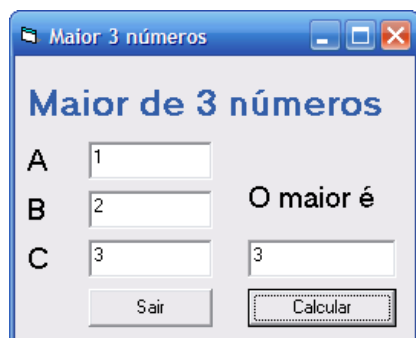 Maior 3 números
Maior de 3 números
A 1
B 2
O maior é
C 3 3
Sair Calcular